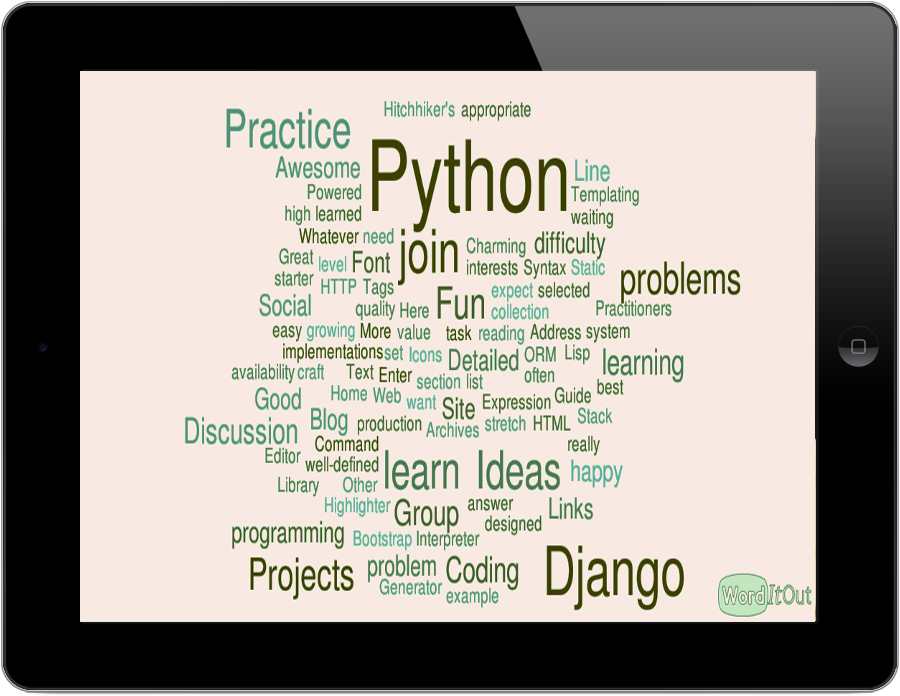 Hitchhiker's appropriate
Practice
Python
Awesome
Line
Powered
Templating
high learned
waiting
Whatever need
join
Charming difficulty
Great level Font
interests Syntax Static
starter HTTP Tags
problems
Social quality Here Fun
expect selected
collection
Practitioners
easy growing More value task reading Address system
implementations set Icons Detailed ORM Lisp learning
availability craft Text Enter section list often
best
Good Home Web want Site Expression Guide
Discussion Blog production Archives stretch HTML Stack
Command
really
Editor well-defined learn Ideas happy
Library Other
Highlighter Group answer Links
designed
programming Bootstrap Interpreter
Projects problem Coding Django
Generator example
WordItOut